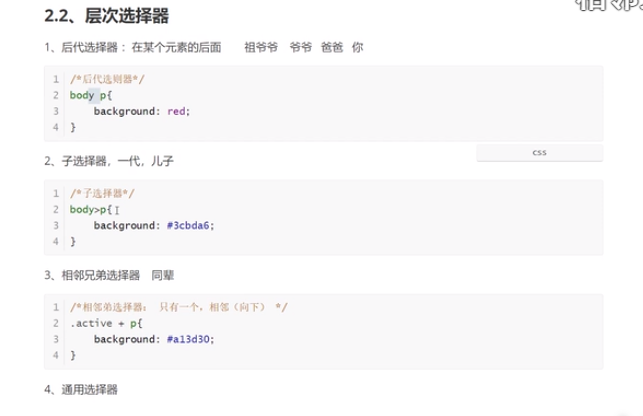 2.2、层次选择器
1、后代选择器：在某个元素的后面 祖爷爷 爷爷 爸爸 你
1 /*后代选则器*/
2 body p{
3 background: red;
4 }
css
2、子选择器，一代，儿子
1 /*子选择器*/
2 body>p{
3 background: #3cbda6;
4 }
3、相邻兄弟选择器 同辈
1 /*相邻弟选择器： 只有一个，相邻（向下） */
2 .active + p{
3 background: #a13d30;
4 }
4、通用选择器